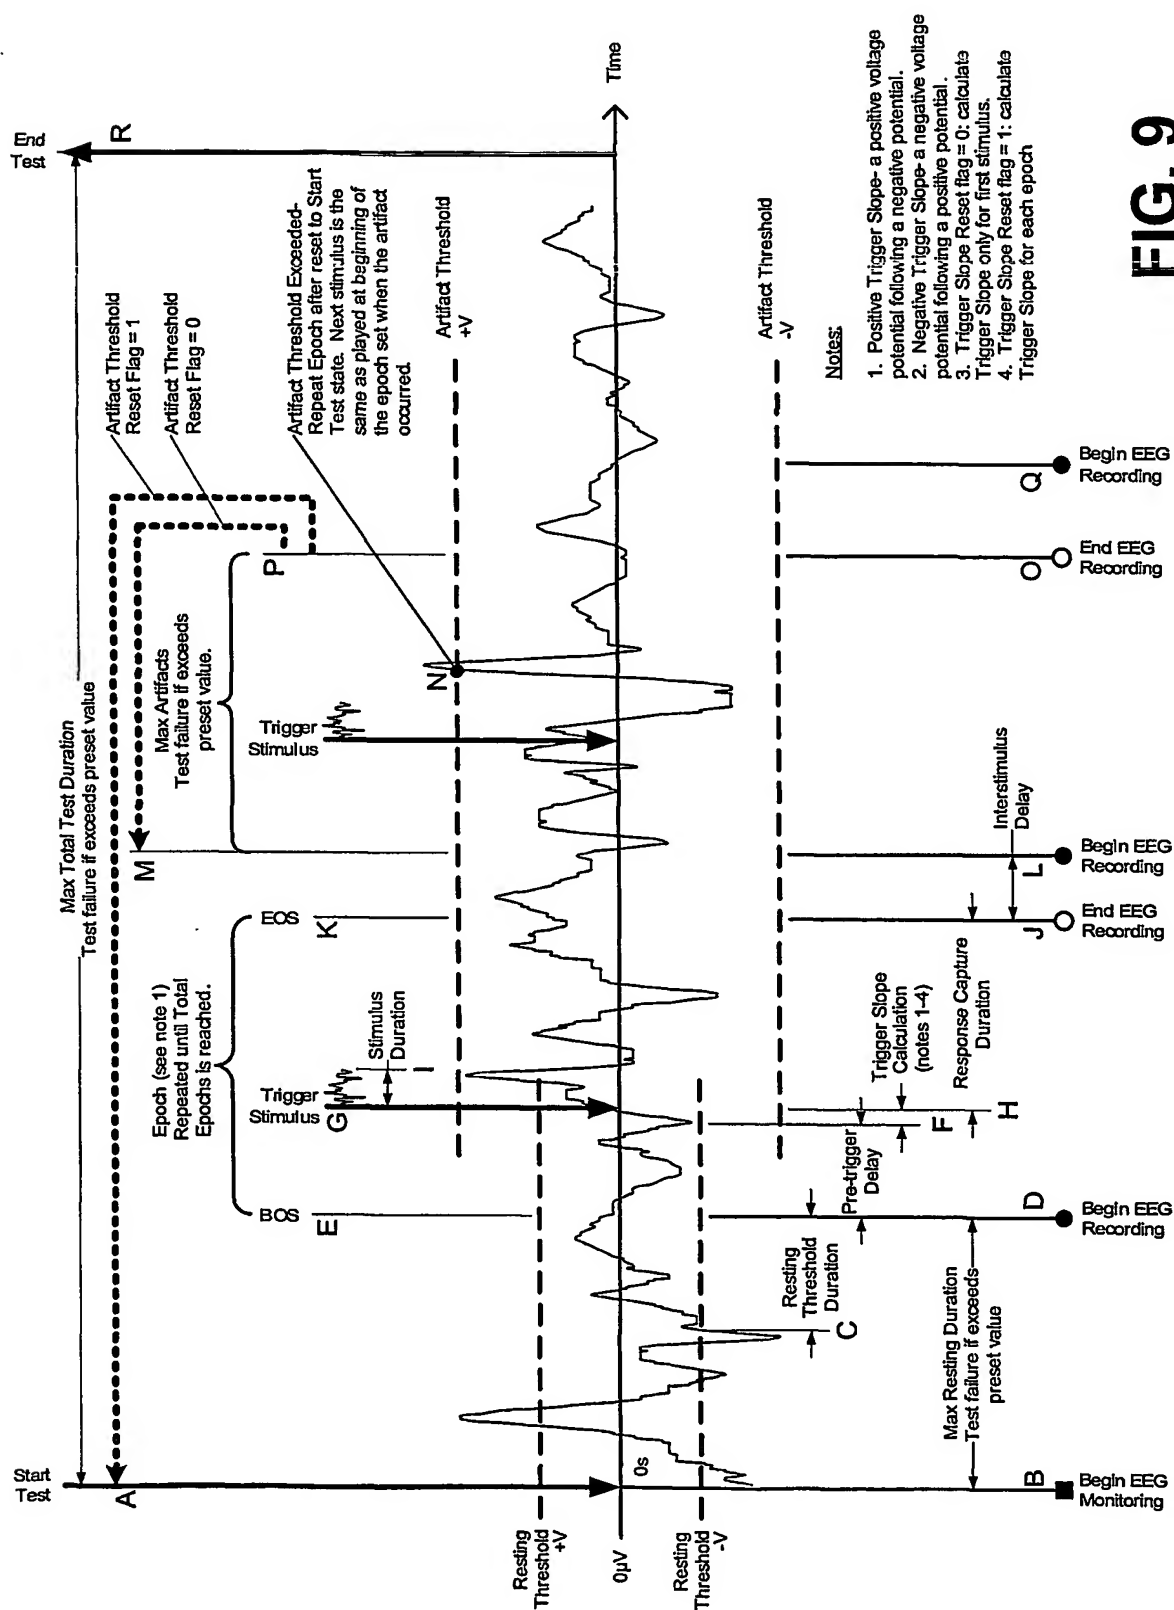 Start
Test
A
Max Total Test Duration
Test failure if exceeds preset value
End
Test
R
Epoch (see note 1)
Repeated until Total
Epochs is reached.
BOS
E
EOS
K
Max Artifacts
Test failure if exceeds
preset value.
M
P
Artifact Threshold
Reset Flag = 1
Artifact Threshold
Reset Flag = 0
Artifact Threshold Exceeded-
Repeat Epoch after reset to Start
Test state. Next stimulus is the
same as played at beginning of
the epoch set when the artifact
occurred.
Trigger
Stimulus
G
Stimulus
Duration
I
Trigger
Stimulus
N
Artifact Threshold
+V
Resting
Threshold
+V
0µV
0s
Time
Resting
Threshold
-V
Artifact Threshold
-V
C
Resting
Threshold
Duration
Pre-trigger
Delay
F
Trigger Slope
Calculation
(notes 1-4)
H
Response Capture
Duration
Interstimulus
Delay
Max Resting Duration
Test failure if exceeds
preset value
B
D
J
L
O
Q
Begin EEG
Monitoring
Begin EEG
Recording
End EEG
Recording
Begin EEG
Recording
End EEG
Recording
Begin EEG
Recording
Notes:
1. Positive Trigger Slope- a positive voltage
potential following a negative potential.
2. Negative Trigger Slope- a negative voltage
potential following a positive potential.
3. Trigger Slope Reset flag = 0: calculate
Trigger Slope only for first stimulus.
4. Trigger Slope Reset flag = 1: calculate
Trigger Slope for each epoch
FIG. 9